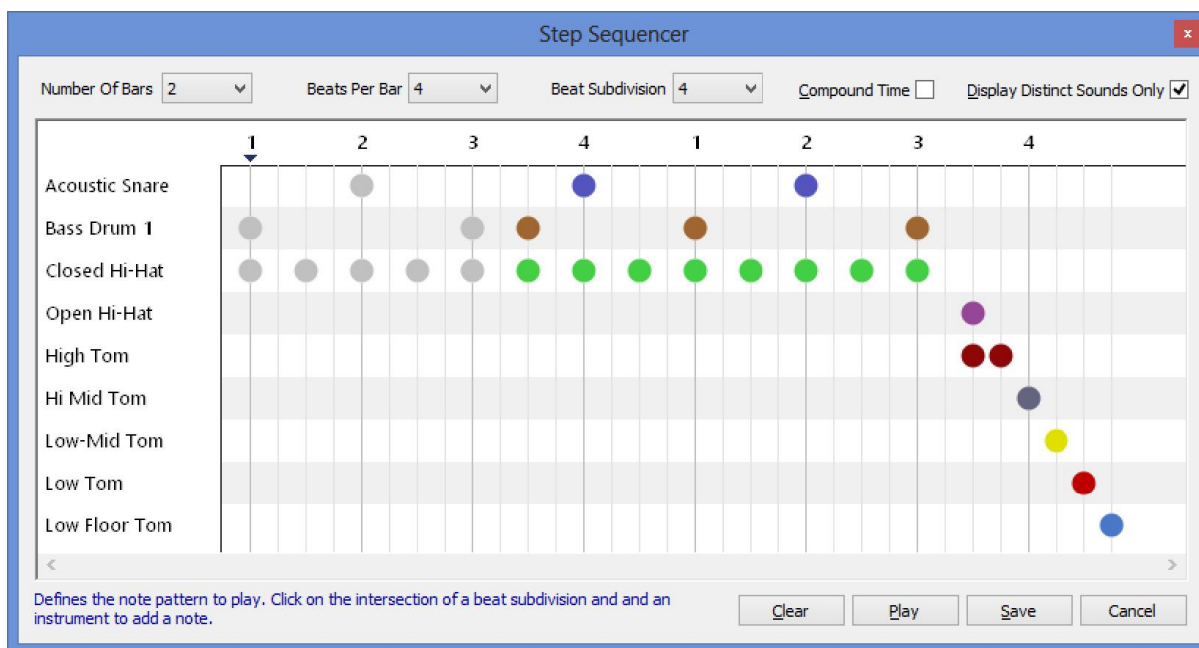 Step Sequencer
x
Number Of Bars 2 Beats Per Bar 4 Beat Subdivision 4 Compound Time Display Distinct Sounds Only
1 2 3 4 1 2 3 4
Acoustic Snare
Bass Drum 1
Closed Hi-Hat
Open Hi-Hat
High Tom
Hi Mid Tom
Low-Mid Tom
Low Tom
Low Floor Tom
Defines the note pattern to play. Click on the intersection of a beat subdivision and and an
instrument to add a note.
Clear Play Save Cancel